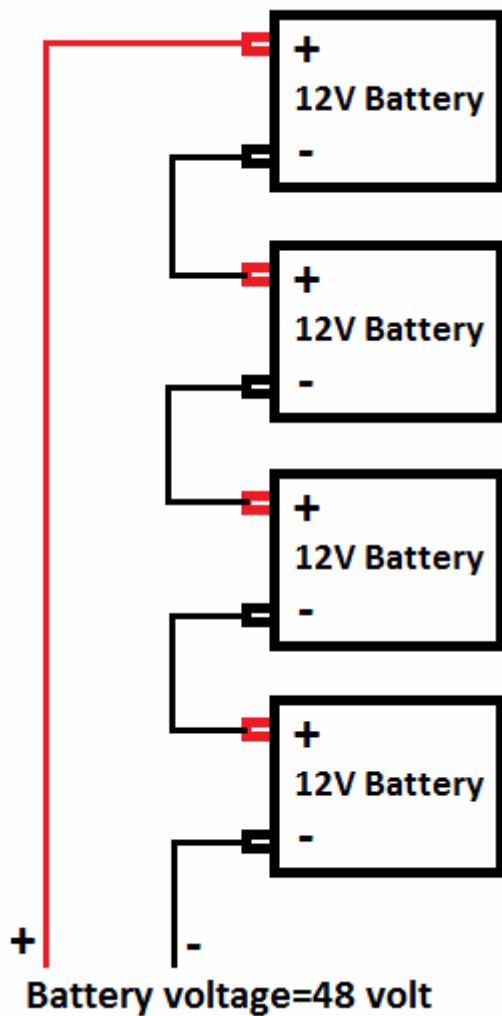 +
12V Battery
-
+
12V Battery
-
+
12V Battery
-
+
12V Battery
-
+ -
Battery voltage=48 volt